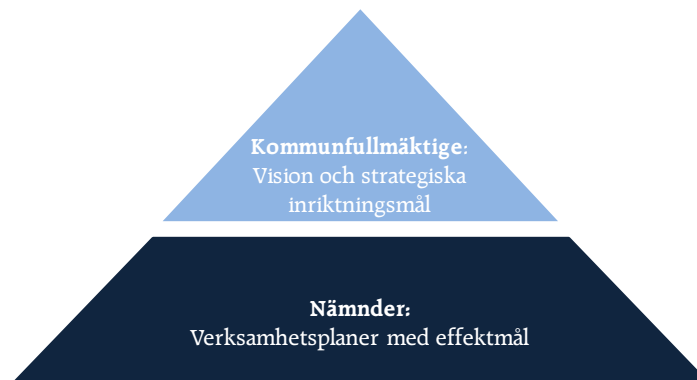 Kommunfullmäktige:
Vision och strategiska
inriktningsmål
Nämnder:
Verksamhetsplaner med effektmål